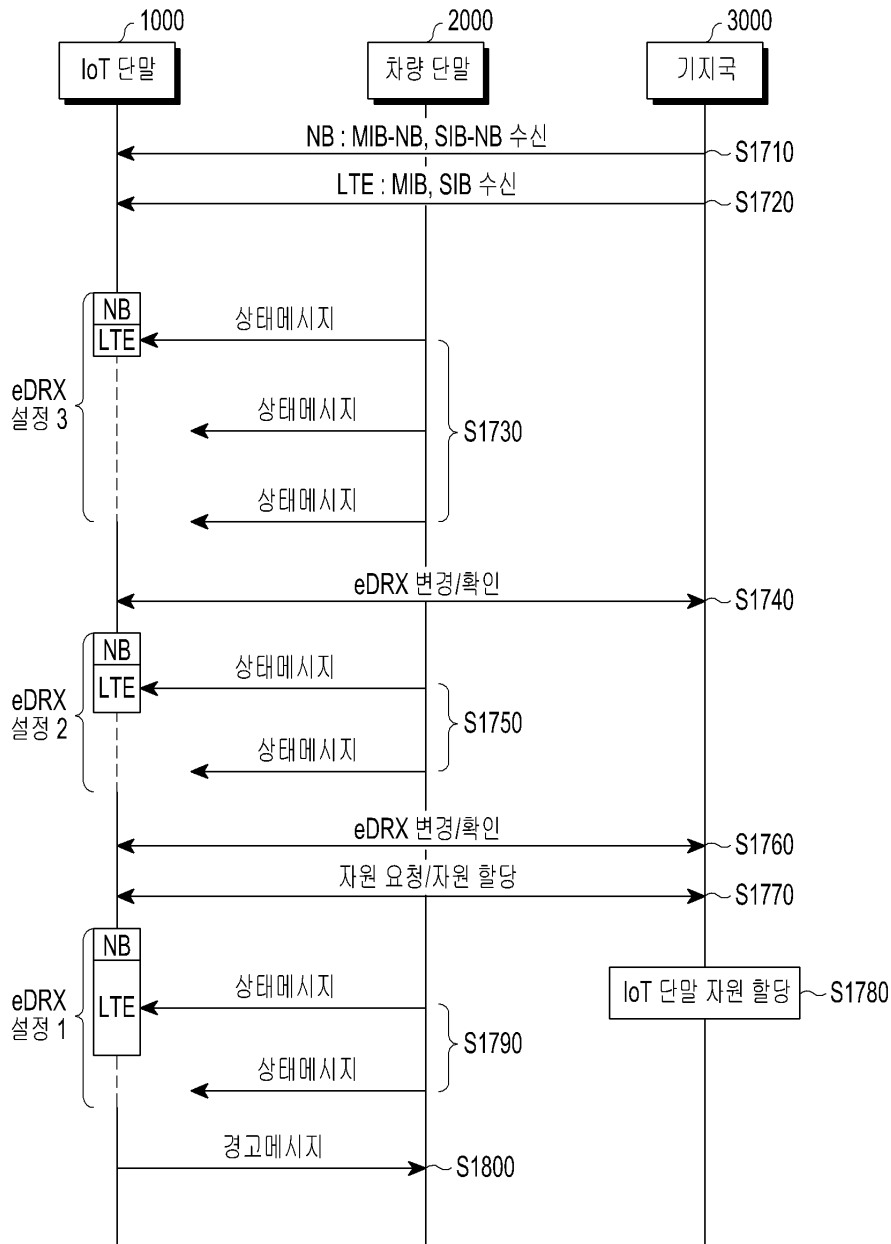 1000
2000
3000
IoT 단말
차량 단말
기지국
NB : MIB-NB, SIB-NB 수신
S1710
LTE : MIB, SIB 수신
S1720
NB
LTE
상태메시지
eDRX
설정 3
상태메시지
S1730
상태메시지
eDRX 변경/확인
S1740
NB
LTE
상태메시지
eDRX
설정 2
S1750
상태메시지
eDRX 변경/확인
S1760
자원 요청/자원 할당
S1770
NB
LTE
상태메시지
IoT 단말 자원 할당
S1780
eDRX
설정 1
S1790
상태메시지
경고메시지
S1800